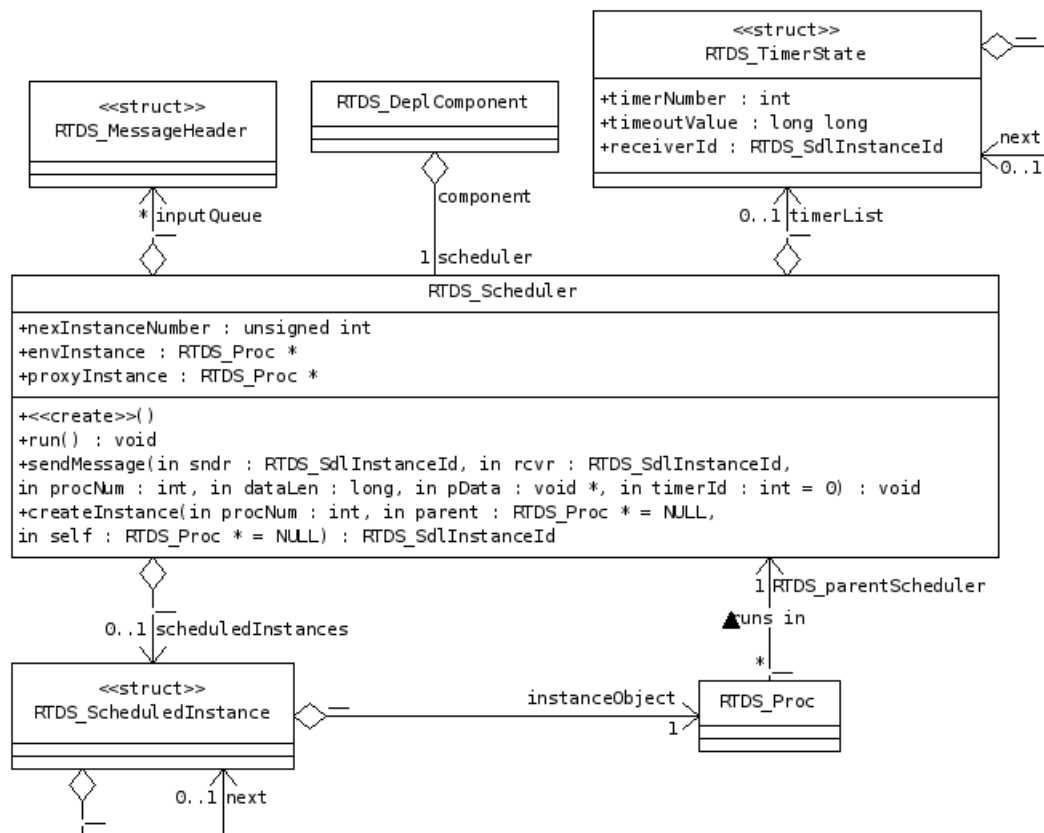 <<struct>>
RTDS_TimerState
+timerNumber : int
+timeoutValue : long long
+receiverId : RTDS_SdlInstanceId
next
0..1
<<struct>>
RTDS_MessageHeader
RTDS_DeplComponent
* inputQueue
component
1 scheduler
0..1 timerList
RTDS_Scheduler
+nexInstanceNumber : unsigned int
+envInstance : RTDS_Proc *
+proxyInstance : RTDS_Proc *
+<<create>>()
+run() : void
+sendMessage(in sndr : RTDS_SdlInstanceId, in rcvr : RTDS_SdlInstanceId,
in procNum : int, in dataLen : long, in pData : void *, in timerId : int = 0) : void
+createInstance(in procNum : int, in parent : RTDS_Proc * = NULL,
in self : RTDS_Proc * = NULL) : RTDS_SdlInstanceId
1 RTDS_parentScheduler
runs in
*
0..1 scheduledInstances
<<struct>>
RTDS_ScheduledInstance
instanceObject
1
RTDS_Proc
0..1 next